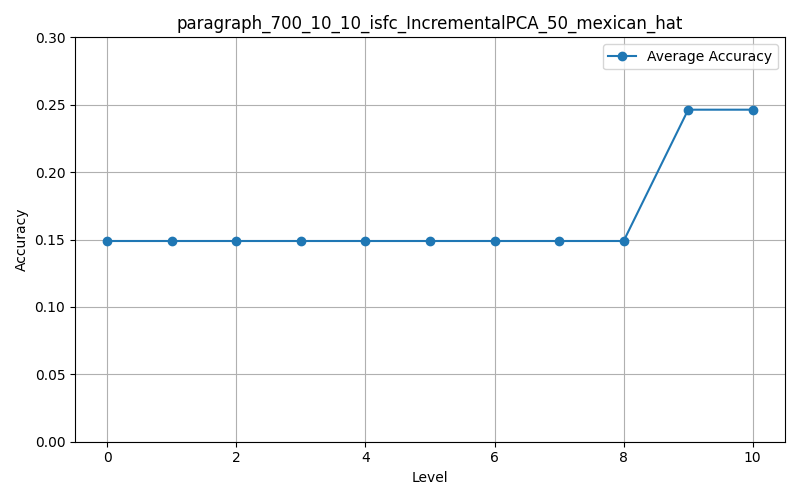 paragraph_700_10_10_isfc_IncrementalPCA_50_mexican_hat
Average Accuracy
0.30
0.25
0.20
0.15
0.10
0.05
0.00
Accuracy
0 2 4 6 8 10
Level